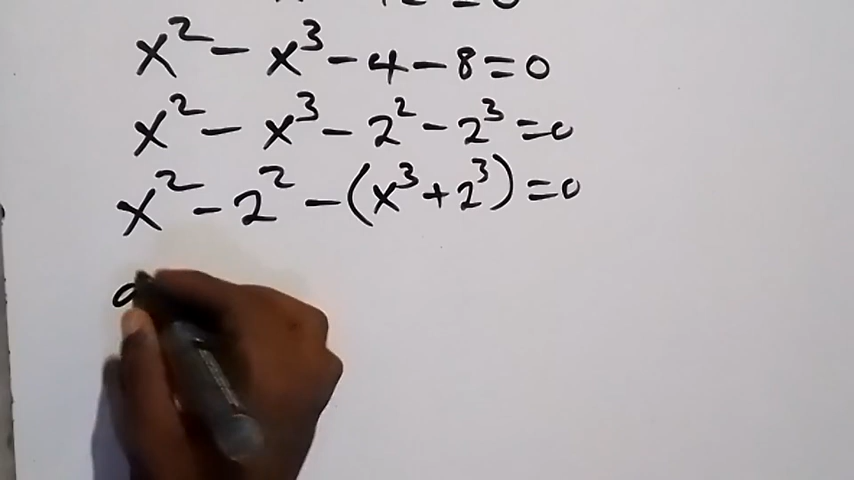 x² - x³ - 4 - 8 = 0
x² - x³ - 2² - 2³ = 0
x² - 2² - (x³ + 2³) = 0